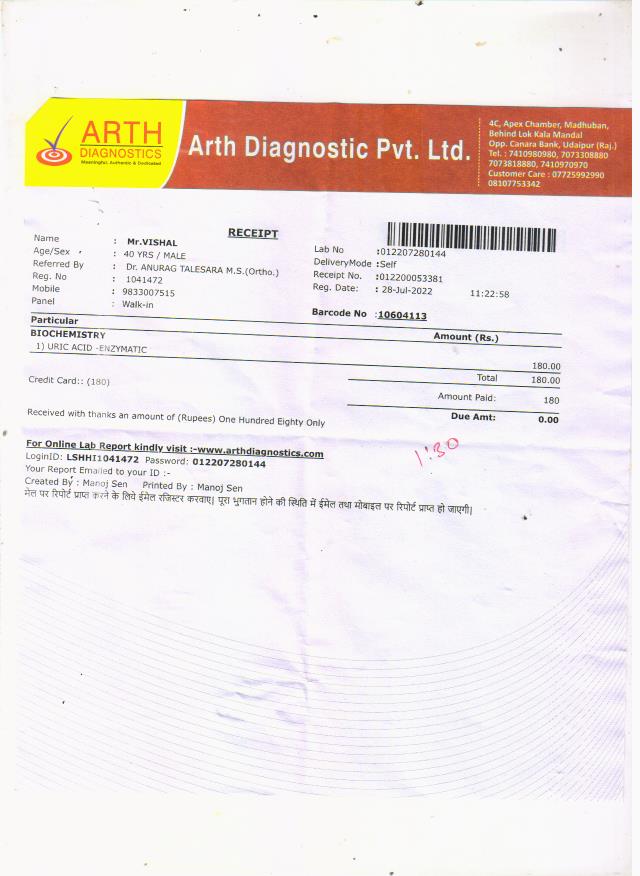 ARTH
DIAGNOSTICS
Meaningful, Authentic & Dedicated
Arth Diagnostic Pvt. Ltd.
4C, Apex Chamber, Madhuban,
Behind Lok Kala Mandal
Opp. Canara Bank, Udaipur (Raj.)
Tel. : 7410980980, 7073308880
7073818880, 7410970970
Customer Care : 07725992990
08107753342
RECEIPT
Name : Mr.VISHAL
Age/Sex : 40 YRS / MALE
Referred By : Dr. ANURAG TALESARA M.S.(Ortho.)
Reg. No : 1041472
Mobile : 9833007515
Panel : Walk-in
Lab No :012207280144
DeliveryMode :Self
Receipt No. :012200053381
Reg. Date: : 28-Jul-2022 11:22:58
Barcode No :10604113
Particular Amount (Rs.)
BIOCHEMISTRY
1) URIC ACID -ENZYMATIC 180.00
Total 180.00
Credit Card:: (180) Amount Paid: 180
Received with thanks an amount of (Rupees) One Hundred Eighty Only Due Amt: 0.00
1:30
For Online Lab Report kindly visit :-www.arthdiagnostics.com
LoginID: LSHHI1041472 Password: 012207280144
Your Report Emailed to your ID :-
Created By : Manoj Sen Printed By : Manoj Sen
मेल पर रिपोर्ट प्राप्त करने के लिये ईमेल रजिस्टर करवाए। पूरा भुगतान होने की स्थिति में ईमेल तथा मोबाइल पर रिपोर्ट प्राप्त हो जाएगी।